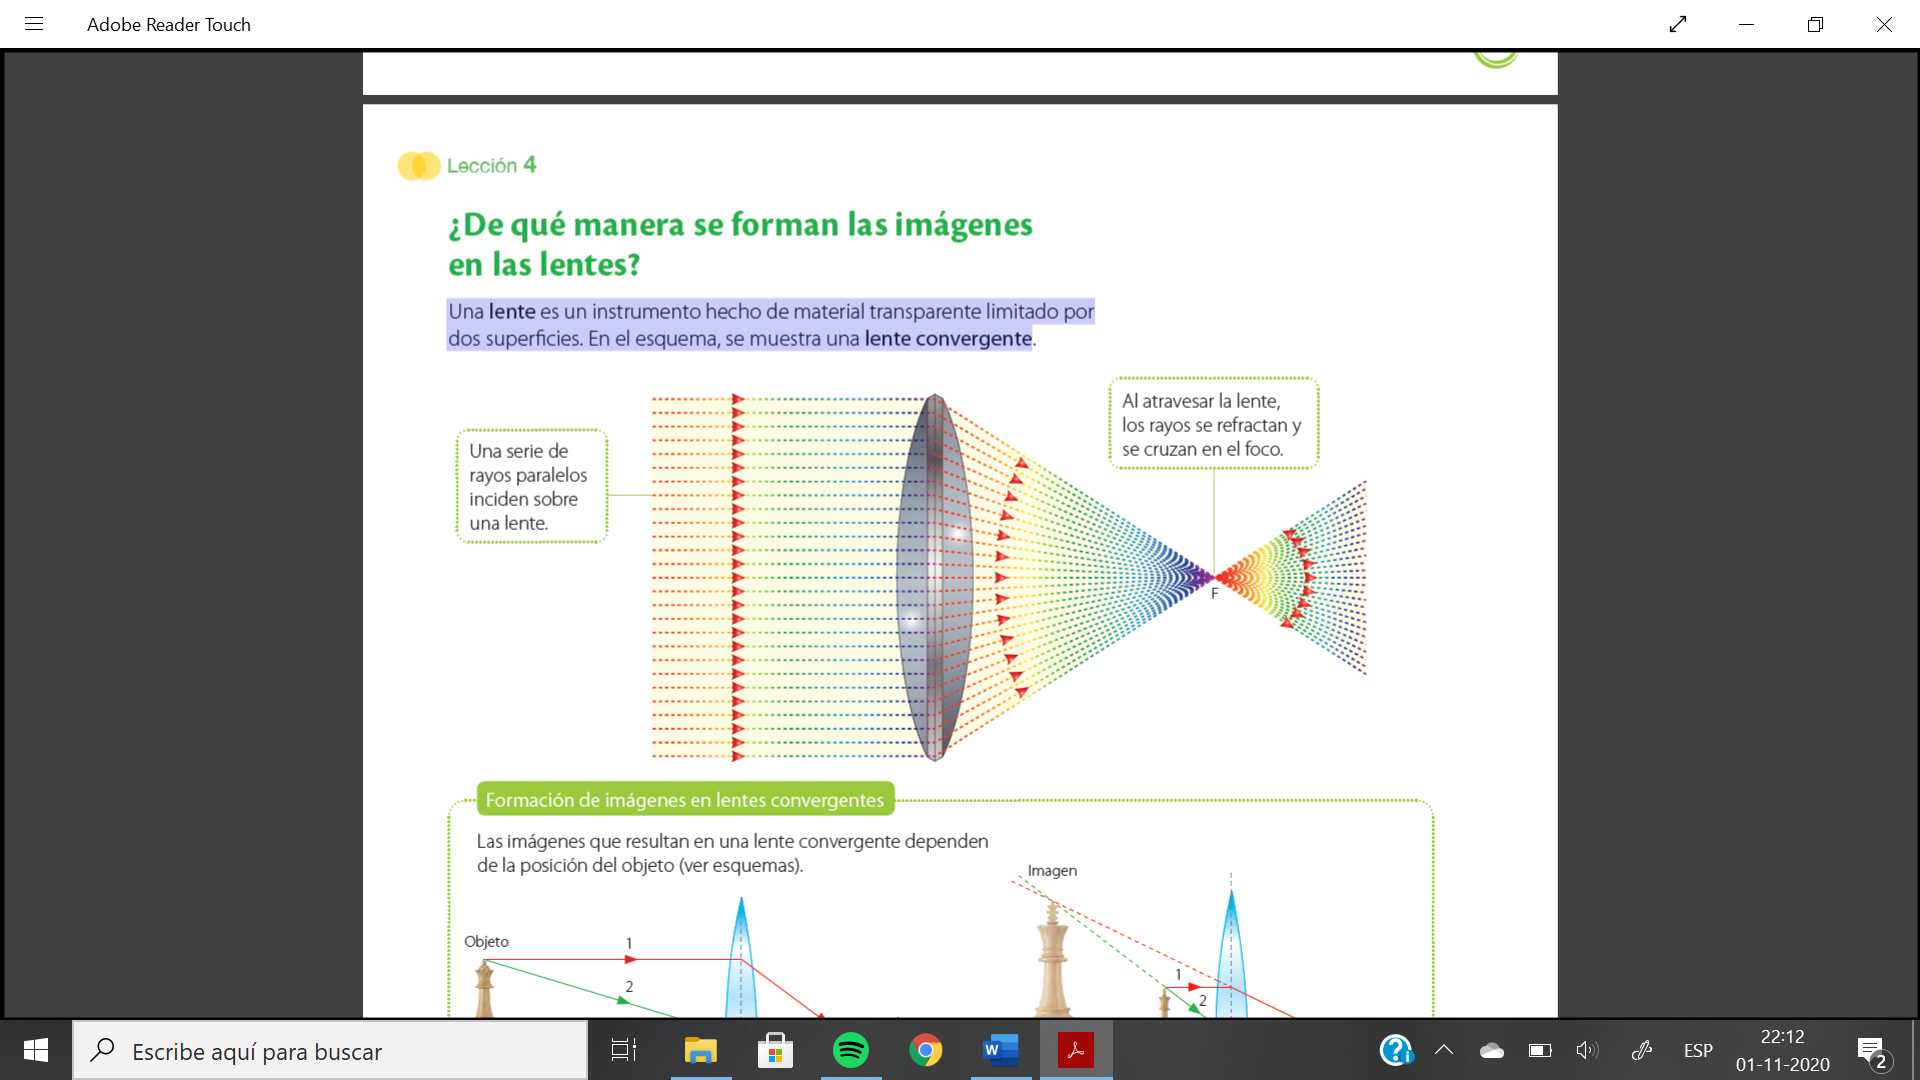 Adobe Reader Touch
Lección 4
¿De qué manera se forman las imágenes
en las lentes?
Una lente es un instrumento hecho de material transparente limitado por
dos superficies. En el esquema, se muestra una lente convergente.
Al atravesar la lente,
los rayos se refractan y
se cruzan en el foco.
Una serie de
rayos paralelos
inciden sobre
una lente.
F
Formación de imágenes en lentes convergentes
Las imágenes que resultan en una lente convergente dependen
de la posición del objeto (ver esquemas).
Objeto
1
2
Imagen
1
2
Escribe aquí para buscar
W
?
i
ESP
22:12
01-11-2020
2